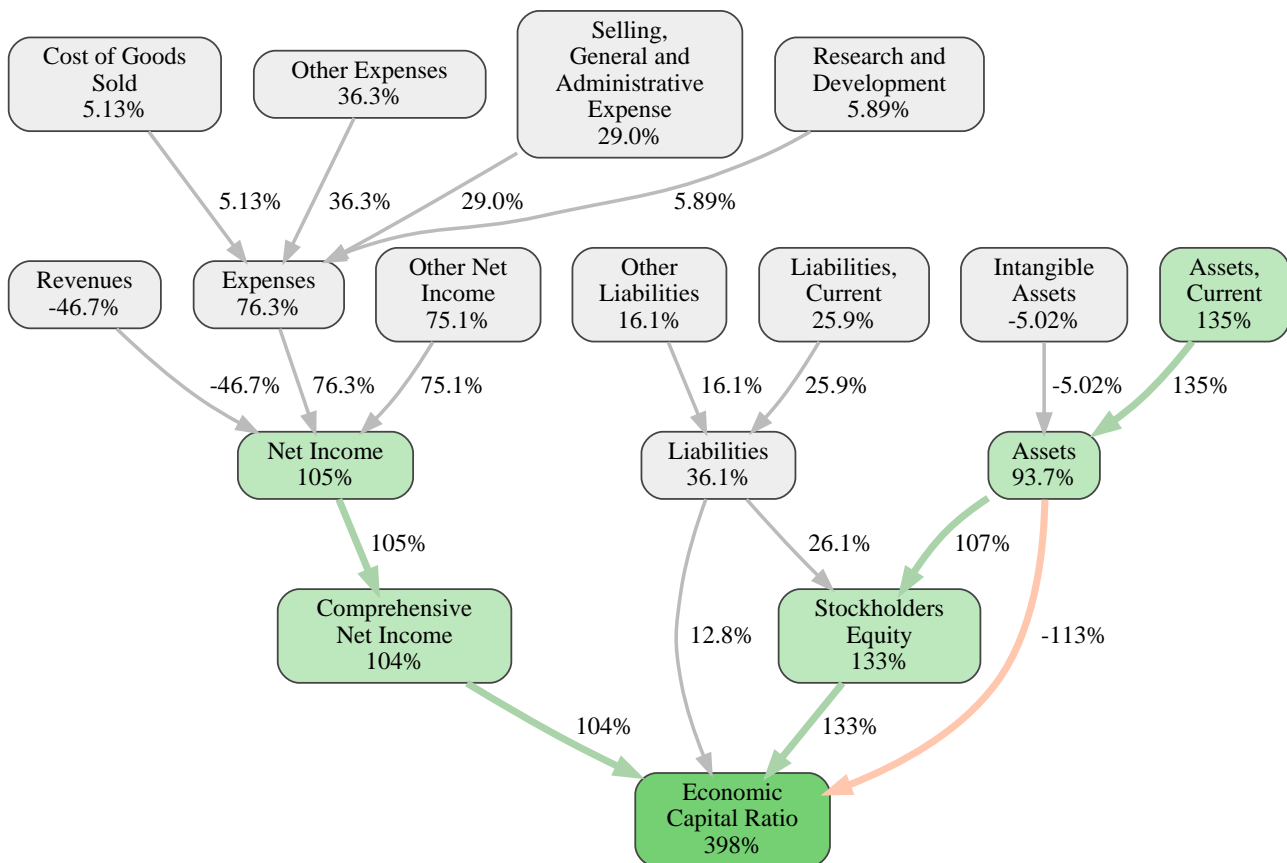 Cost of Goods
Sold
5.13%
Other Expenses
36.3%
Selling,
General and
Administrative
Expense
29.0%
Research and
Development
5.89%
5.13%
36.3%
29.0%
5.89%
Revenues
-46.7%
Expenses
76.3%
Other Net
Income
75.1%
Other
Liabilities
16.1%
Liabilities,
Current
25.9%
Intangible
Assets
-5.02%
Assets,
Current
135%
-46.7%
76.3%
75.1%
16.1%
25.9%
-5.02%
135%
Net Income
105%
Liabilities
36.1%
Assets
93.7%
105%
26.1%
107%
Comprehensive
Net Income
104%
12.8%
Stockholders
Equity
133%
-113%
104%
133%
Economic
Capital Ratio
398%